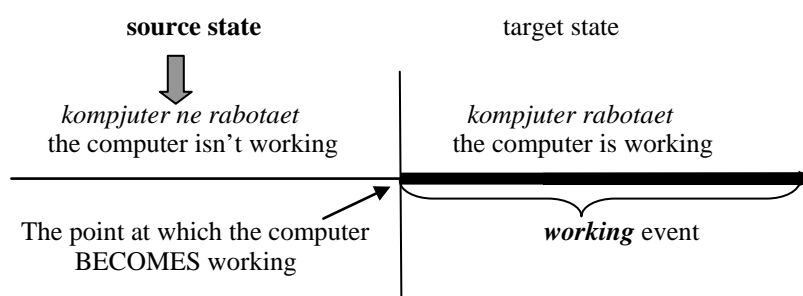 source state
target state
kompjuter ne rabotaet
the computer isn't working
kompjuter rabotaet
the computer is working
The point at which the computer
BECOMES working
working event